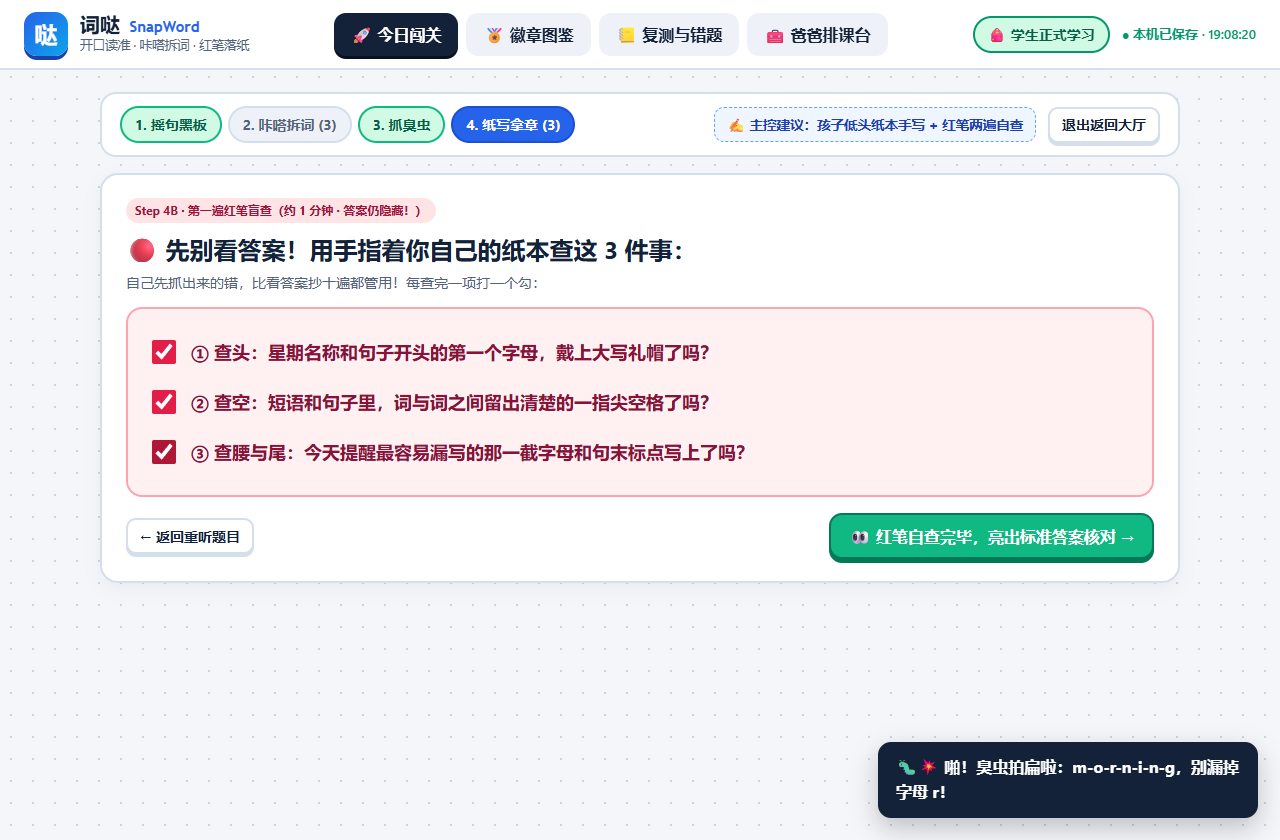 哒
词哒 SnapWord
开口读准 · 咔嗒拆词 · 红笔落纸
🚀 今日闯关
🏅 徽章图鉴
📒 复测与错题
🧰 爸爸排课台
🎒 学生正式学习
● 本机已保存 · 19:08:20
1. 摇句黑板
2. 咔嗒拆词 (3)
3. 抓臭虫
4. 纸写拿章 (3)
✍️ 主控建议：孩子低头纸本手写 + 红笔两遍自查
退出返回大厅
Step 4B · 第一遍红笔盲查（约 1 分钟 · 答案仍隐藏！）
🔴 先别看答案！用手指着你自己的纸本查这 3 件事：
自己先抓出来的错，比看答案抄十遍都管用！每查完一项打一个勾：
① 查头：星期名称和句子开头的第一个字母，戴上大写礼帽了吗？
② 查空：短语和句子里，词与词之间留出清楚的一指尖空格了吗？
③ 查腰与尾：今天提醒最容易漏写的那一截字母和句末标点写上了吗？
← 返回重听题目
👀 红笔自查完毕，亮出标准答案核对 →
🐛💥 啪！臭虫拍扁啦：m-o-r-n-i-n-g，别漏掉
字母 r!